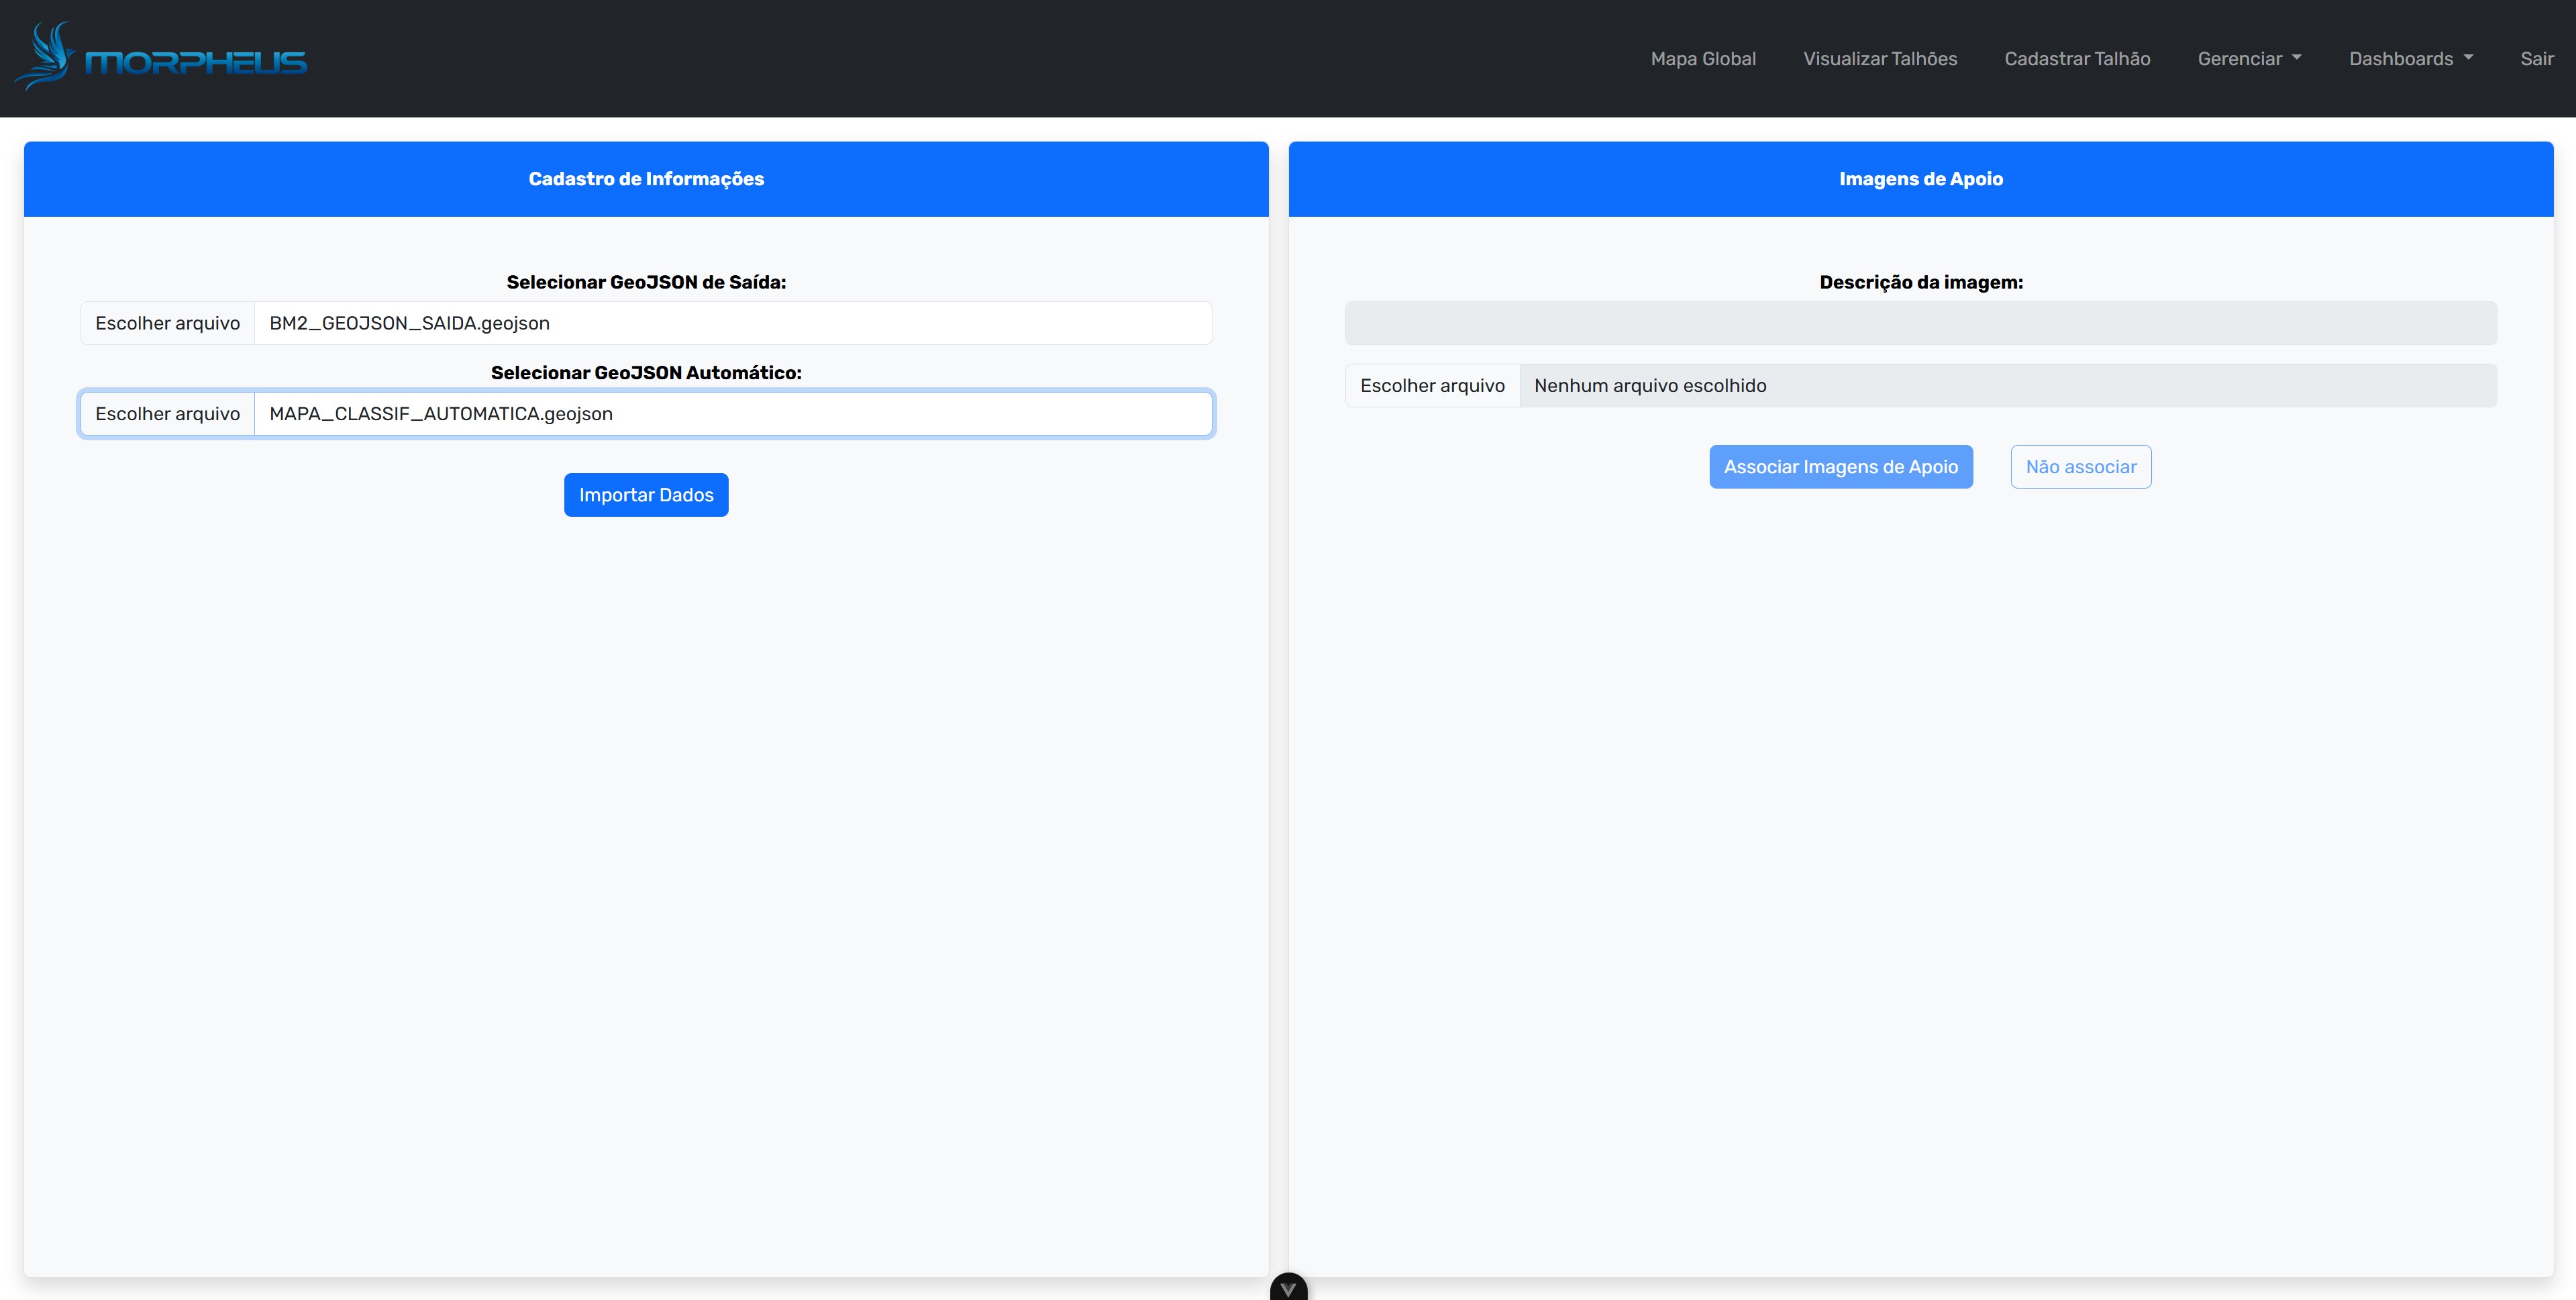 MORPHEUS
Mapa Global
Visualizar Talhões
Cadastrar Talhão
Gerenciar
Dashboards
Sair
Cadastro de Informações
Selecionar GeoJSON de Saída:
Escolher arquivo BM2_GEOJSON_SAIDA.geojson
Selecionar GeoJSON Automático:
Escolher arquivo MAPA_CLASSIF_AUTOMATICA.geojson
Importar Dados
Imagens de Apoio
Descrição da imagem:
Escolher arquivo Nenhum arquivo escolhido
Associar Imagens de Apoio
Não associar